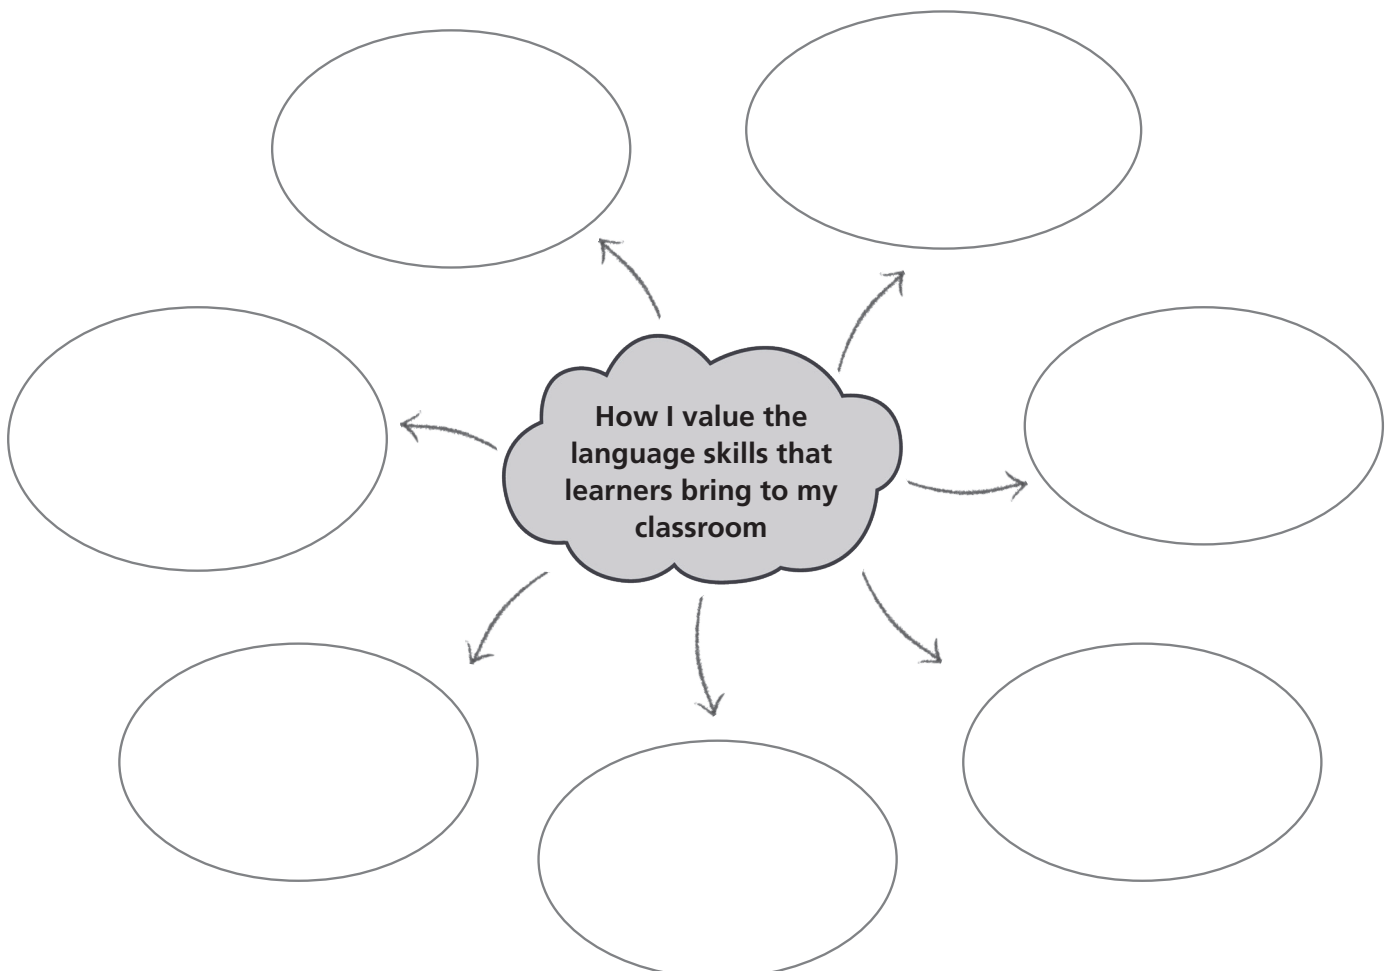 How I value the
language skills that
learners bring to my
classroom